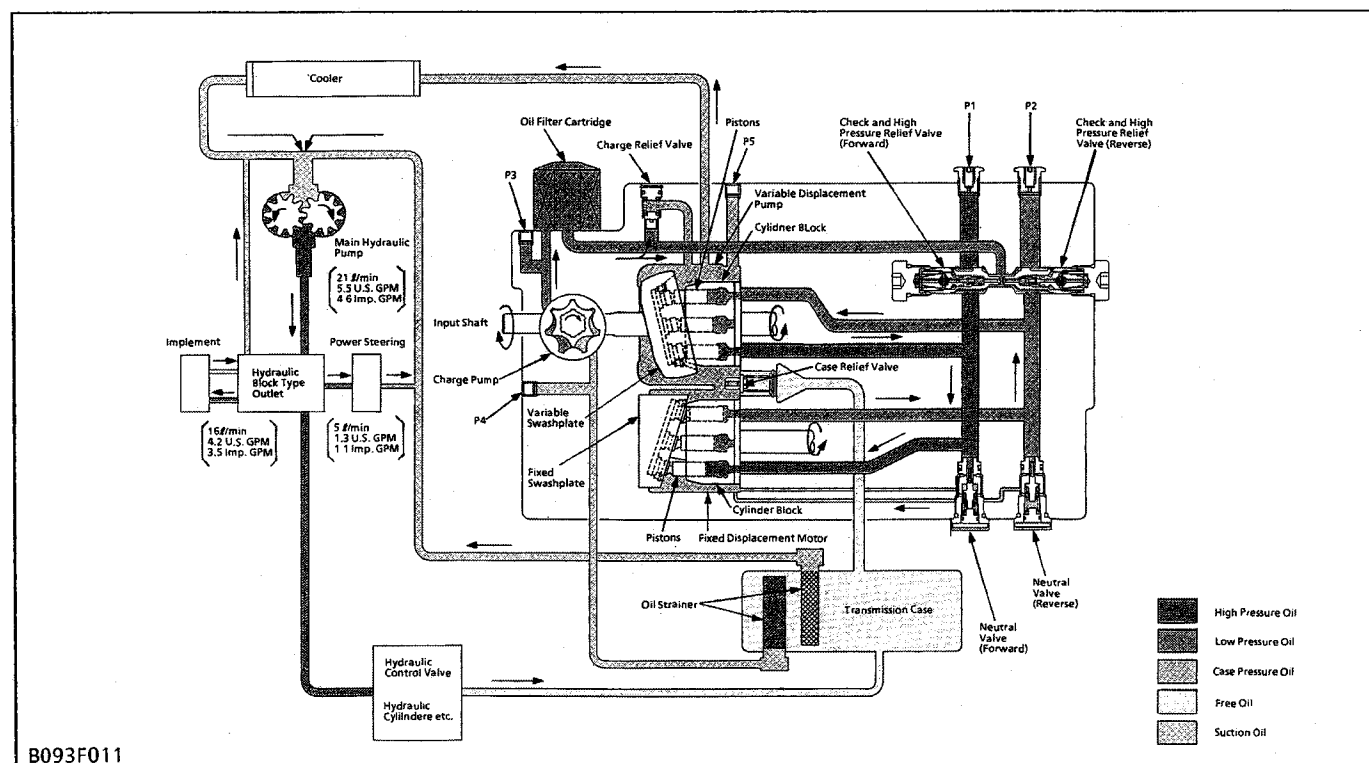 Cooler
Oil Filter Cartridge
Charge Relief Valve
Pistons
P5
P1
P2
Check and High
Pressure Relief Valve
(Forward)
Check and High
Pressure Relief
Valve (Reverse)
P3
Variable Displacement
Pump
Cylidner BLock
Main Hydraulic
Pump
21ℓ/min
5.5 U.S. GPM
4 6 Imp. GPM
Input Shaft
Implement
Power Steering
Charge Pump
Case Relief Valve
Hydraulic
Block Type
Outlet
P4
Variable
Swashplate
16ℓ/min
4.2 U.S. GPM
3.5 Imp. GPM
5 ℓ/min
1.3 U.S. GPM
1 1 Imp. GPM
Fixed
Swashplate
Cylinder Block
Pistons
Fixed Displacement Motor
Oil Strainer
Transmission Case
Neutral
Valve
(Reverse)
Neutral
Valve
(Forward)
High Pressure Oil
Low Pressure Oil
Case Pressure Oil
Free Oil
Suction Oil
Hydraulic
Control Valve
Hydraulic
Cylilndere etc.
B093F011